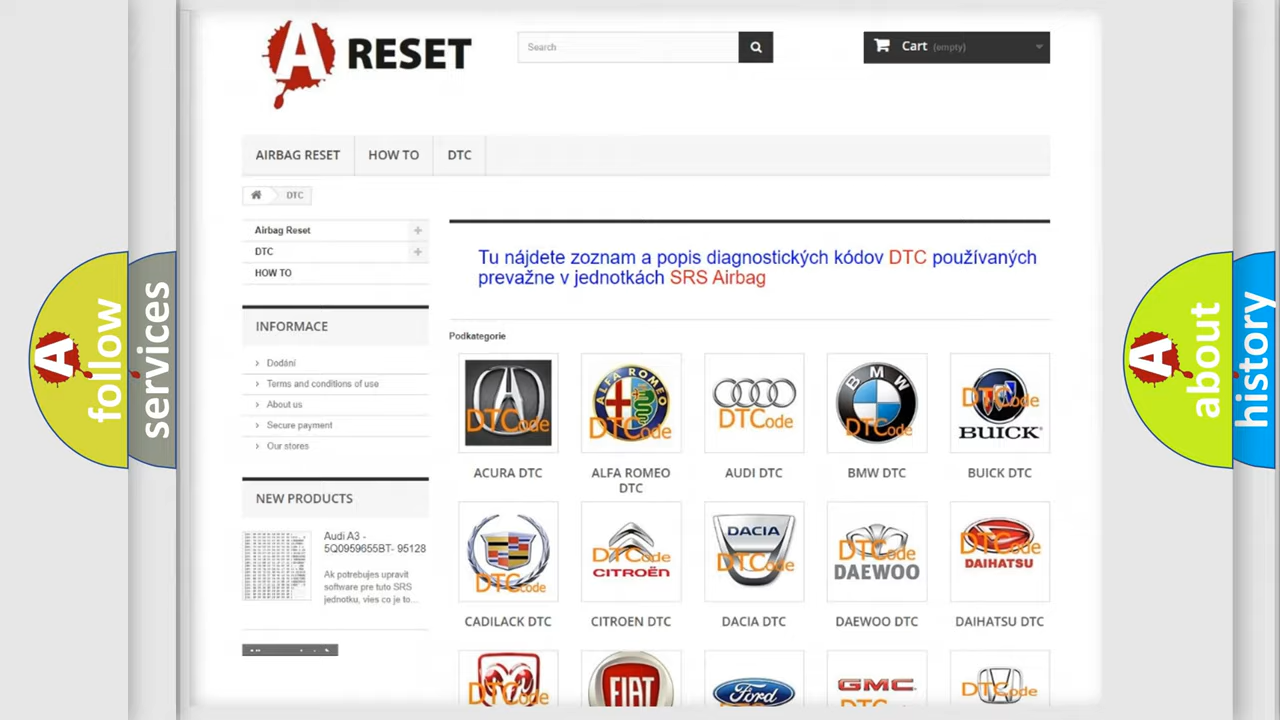 A RESET
Search
Cart (empty)
AIRBAG RESET
HOW TO
DTC
DTC
Airbag Reset
DTC
HOW TO
Tu nájdete zoznam a popis diagnostických kódov DTC používaných
prevažne v jednotkách SRS Airbag
INFORMACE
Dodání
Terms and conditions of use
About us
Secure payment
Our stores
NEW PRODUCTS
Audi A3 -
5Q0959655BT- 95128
Ak potrebujes upravit
software pre tuto SRS
jednotku, vies co je to...
Podkategorie
DTCode
ALFA ROMEO
DTCode
DTCode
BMW
DTCode
DTCode
BUICK
ACURA DTC
ALFA ROMEO
DTC
AUDI DTC
BMW DTC
BUICK DTC
DTCode
DTCode
CITROËN
DACIA
DTCode
DTCode
DAEWOO
DTCode
DAIHATSU
CADILACK DTC
CITROEN DTC
DACIA DTC
DAEWOO DTC
DAIHATSU DTC
DTCode
FIAT
Ford
GMC
DTCode
A follow
services
A about
history